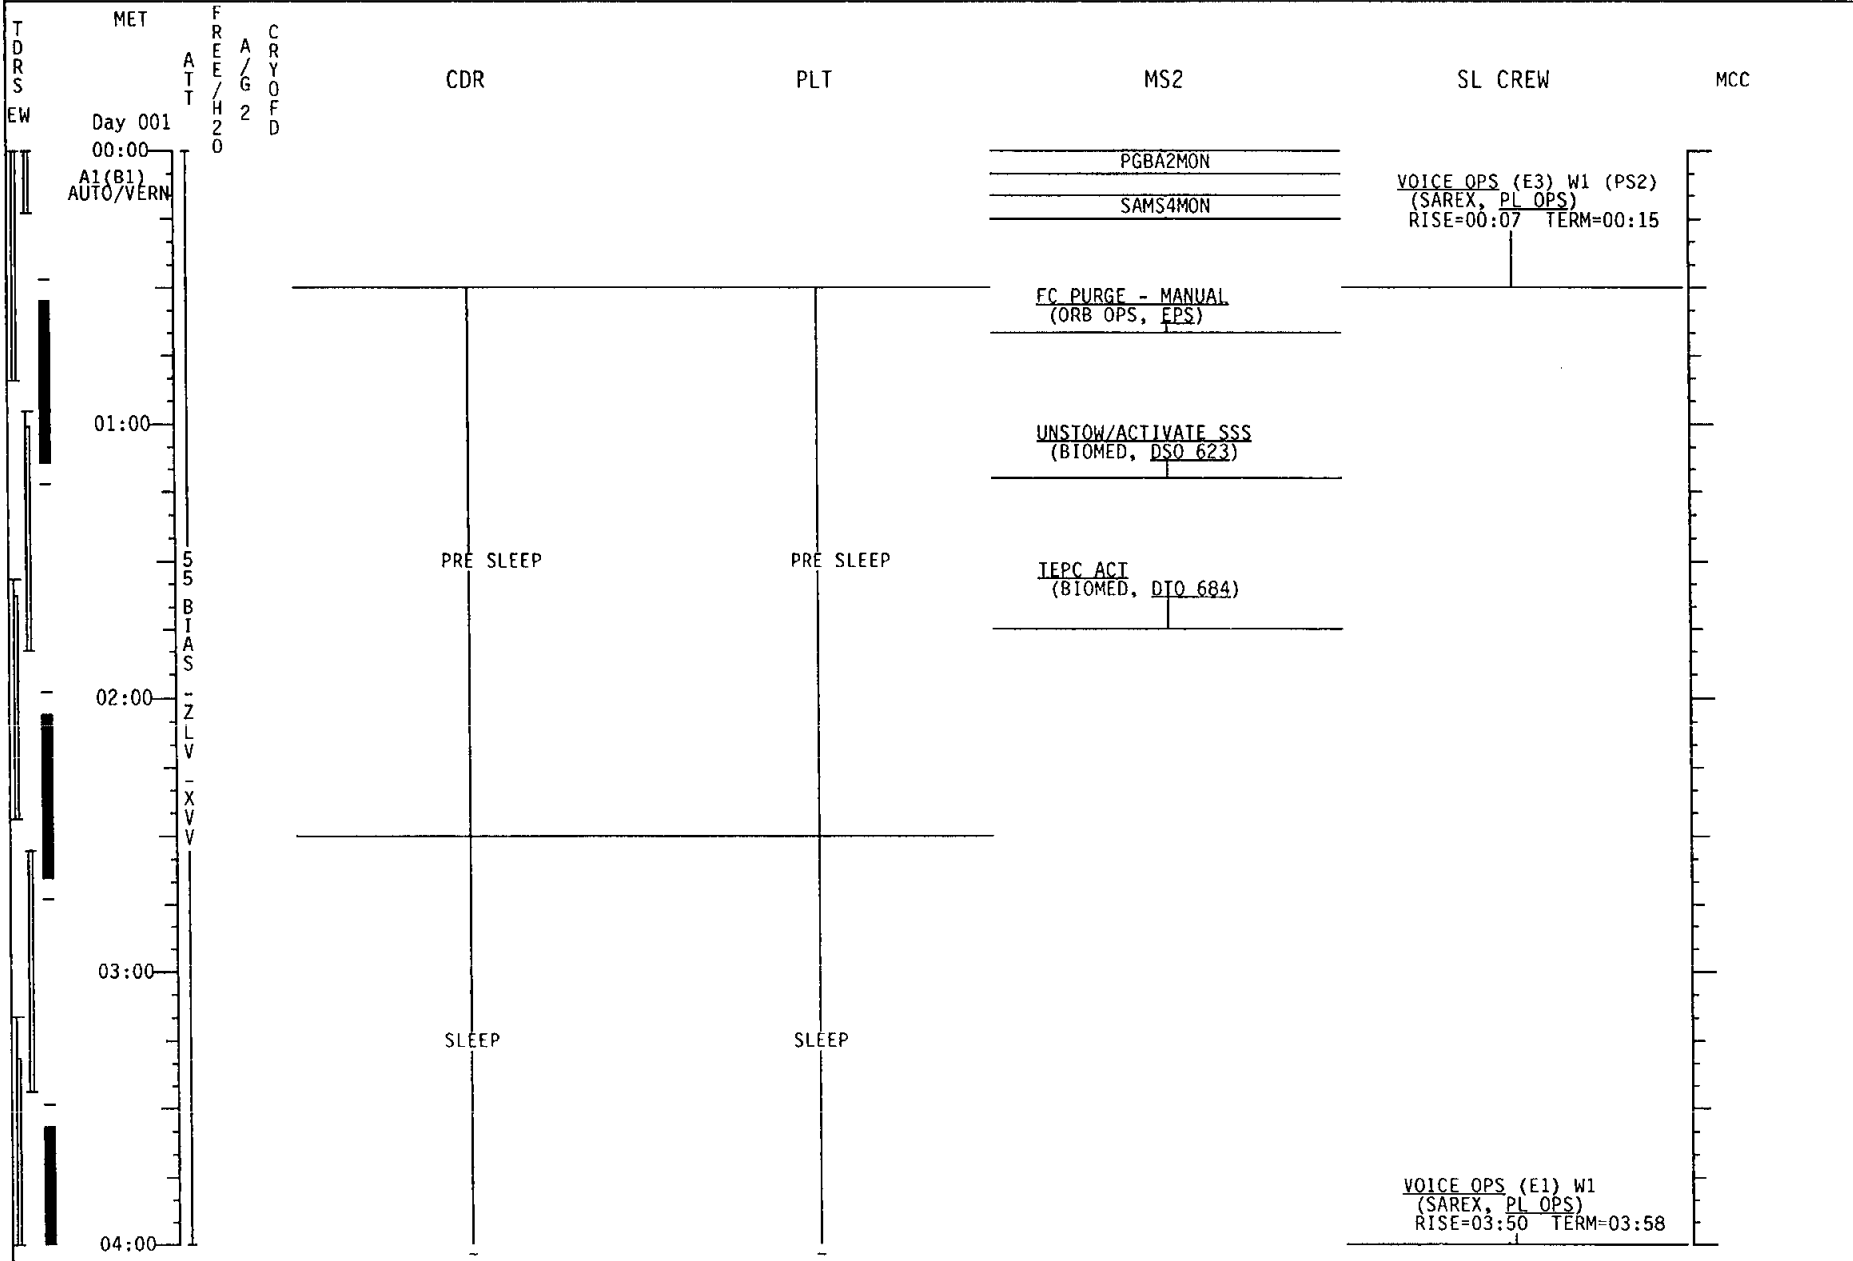 TDRS
EW
MET
ATT
FREE/H2O
A/G 2
CRYOFD
CDR
PLT
MS2
SL CREW
MCC
Day 001
00:00
A1(B1)
AUTO/VERN
PGBA2MON
SAMS4MON
VOICE OPS (E3) W1 (PS2)
(SAREX, PL OPS)
RISE=00:07 TERM=00:15
FC PURGE - MANUAL
(ORB OPS, EPS)
01:00
UNSTOW/ACTIVATE SSS
(BIOMED, DSO 623)
55 BIAS -ZLV -XVV
PRE SLEEP
PRE SLEEP
TEPC ACT
(BIOMED, DTO 684)
02:00
03:00
SLEEP
SLEEP
VOICE OPS (E1) W1
(SAREX, PL OPS)
RISE=03:50 TERM=03:58
04:00
~
~